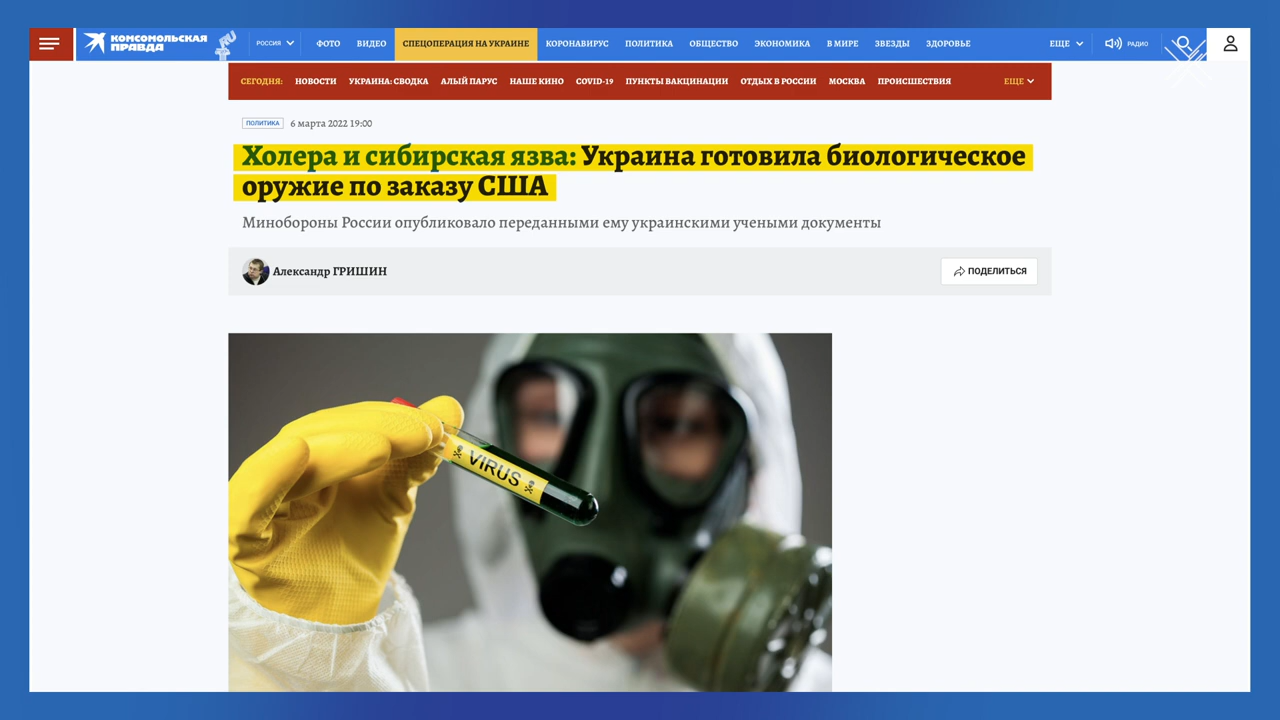 КОМСОМОЛЬСКАЯ
ПРАВДА
РОССИЯ
ФОТО
ВИДЕО
СПЕЦОПЕРАЦИЯ НА УКРАИНЕ
КОРОНАВИРУС
ПОЛИТИКА
ОБЩЕСТВО
ЭКОНОМИКА
В МИРЕ
ЗВЕЗДЫ
ЗДОРОВЬЕ
ЕЩЕ
РАДИО
СЕГОДНЯ:
НОВОСТИ
УКРАИНА: СВОДКА
АЛЫЙ ПАРУС
НАШЕ КИНО
COVID-19
ПУНКТЫ ВАКЦИНАЦИИ
ОТДЫХ В РОССИИ
МОСКВА
ПРОИСШЕСТВИЯ
ЕЩЕ
ПОЛИТИКА
6 марта 2022 19:00
Холера и сибирская язва: Украина готовила биологическое
оружие по заказу США
Минобороны России опубликовало переданными ему украинскими учеными документы
Александр ГРИШИН
ПОДЕЛИТЬСЯ
VIRUS